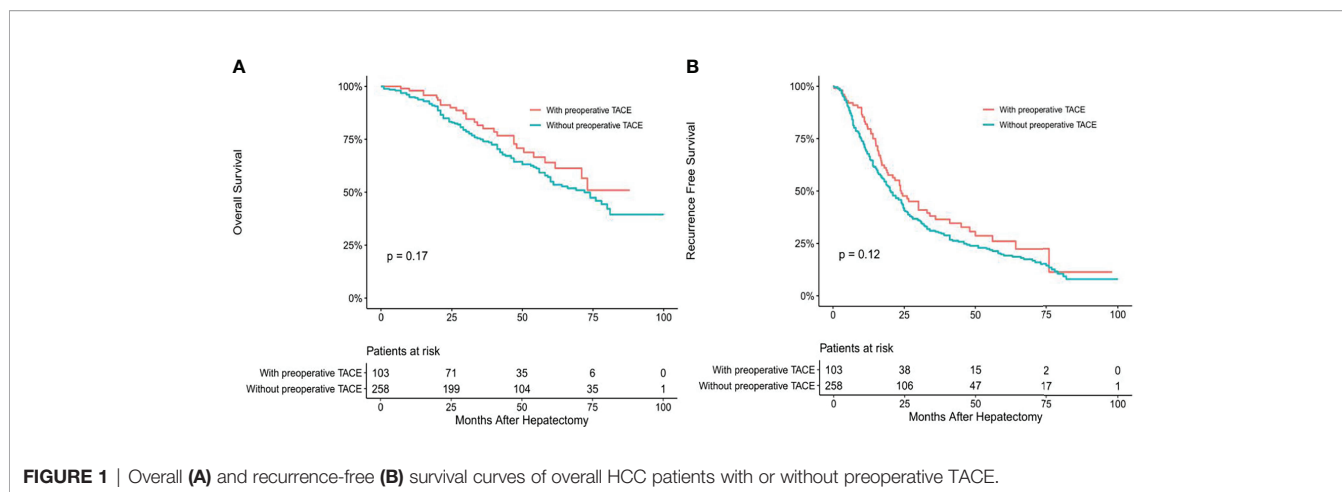 A
Overall Survival
100%
75%
50%
25%
0%
With preoperative TACE
Without preoperative TACE
p = 0.17
0 25 50 75 100
Patients at risk
With preoperative TACE 103 71 35 6 0
Without preoperative TACE 258 199 104 35 1
0 25 50 75 100
Months After Hepatectomy
B
Recurrence Free Survival
100%
75%
50%
25%
0%
With preoperative TACE
Without preoperative TACE
p = 0.12
0 25 50 75 100
Patients at risk
With preoperative TACE 103 38 15 2 0
Without preoperative TACE 258 106 47 17 1
0 25 50 75 100
Months After Hepatectomy
FIGURE 1 | Overall (A) and recurrence-free (B) survival curves of overall HCC patients with or without preoperative TACE.